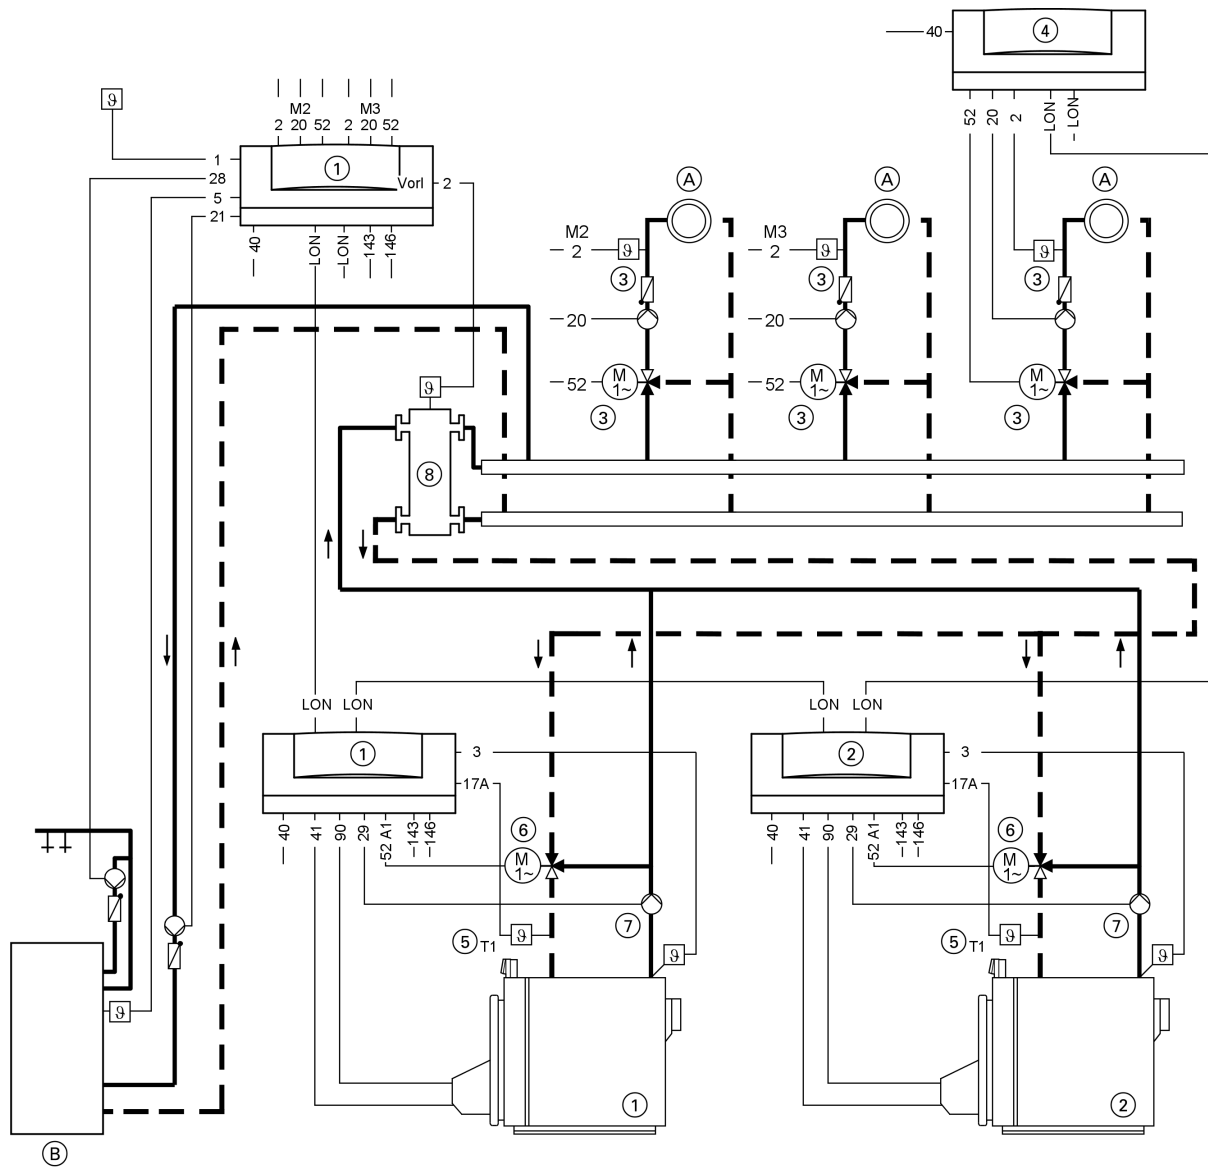 40 4
ϑ
M2 M3
2 20 52 2 20 52
52 20 2 LON LON
1 1 Vorl 2
28
5
21
40 LON LON 143 146
A A A
M2 M3
2 ϑ 2 ϑ ϑ
3 3 3
20 20
52 M 1~ 52 M 1~ M 1~
3 3 3
ϑ
8
LON LON LON LON
1 3 2 3
17A 17A
40 41 90 29 52 A1 143 146 40 41 90 29 52 A1 143 146
6 6
M 1~ M 1~
7 7
5 T1 ϑ 5 T1 ϑ
ϑ ϑ
ϑ
1 2
B